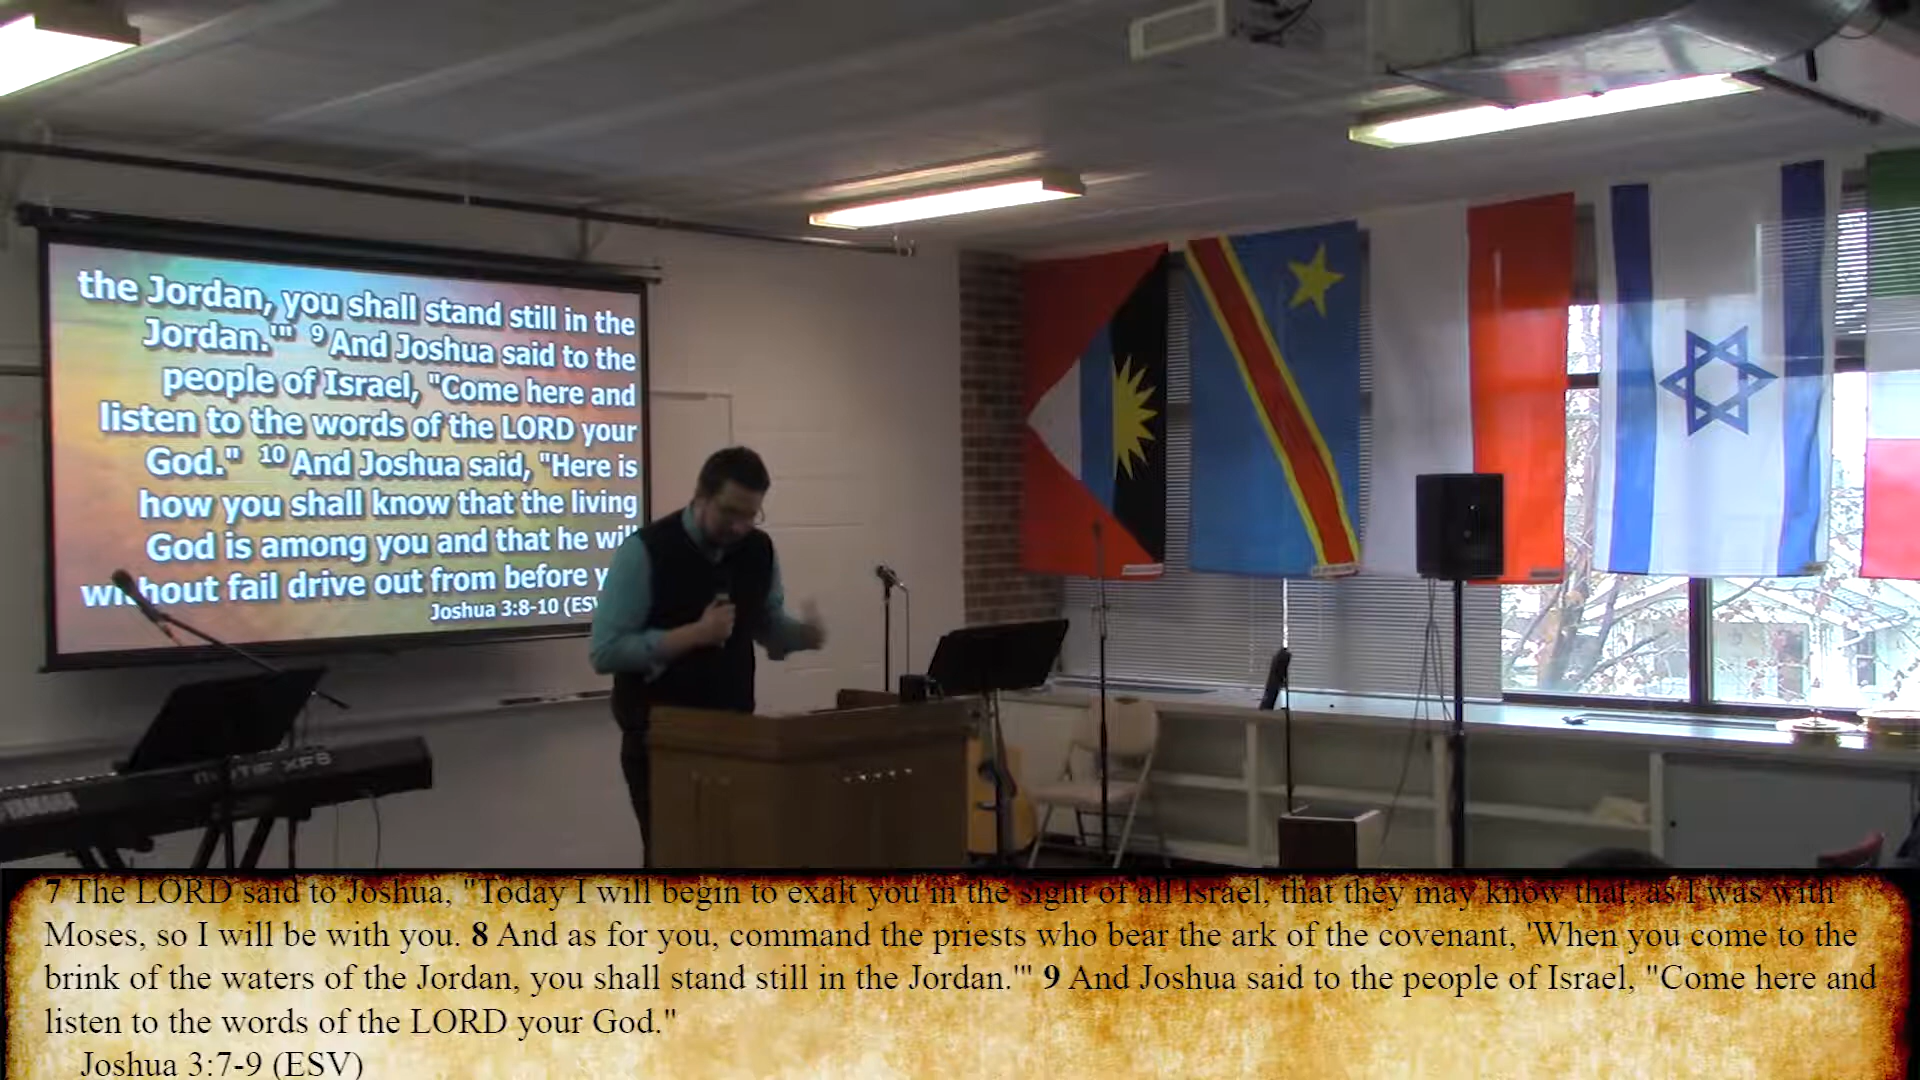 the Jordan, you shall stand still in the
Jordan.'" 9 And Joshua said to the
people of Israel, "Come here and
listen to the words of the LORD your
God." 10 And Joshua said, "Here is
how you shall know that the living
God is among you and that he will
without fail drive out from before
Joshua 3:8-10 (ESV
YAMAHA
MOTIF XF8
7 The LORD said to Joshua, "Today I will begin to exalt you in the sight of all Israel, that they may know that, as I was with
Moses, so I will be with you. 8 And as for you, command the priests who bear the ark of the covenant, 'When you come to the
brink of the waters of the Jordan, you shall stand still in the Jordan.'" 9 And Joshua said to the people of Israel, "Come here and
listen to the words of the LORD your God."
Joshua 3:7-9 (ESV)